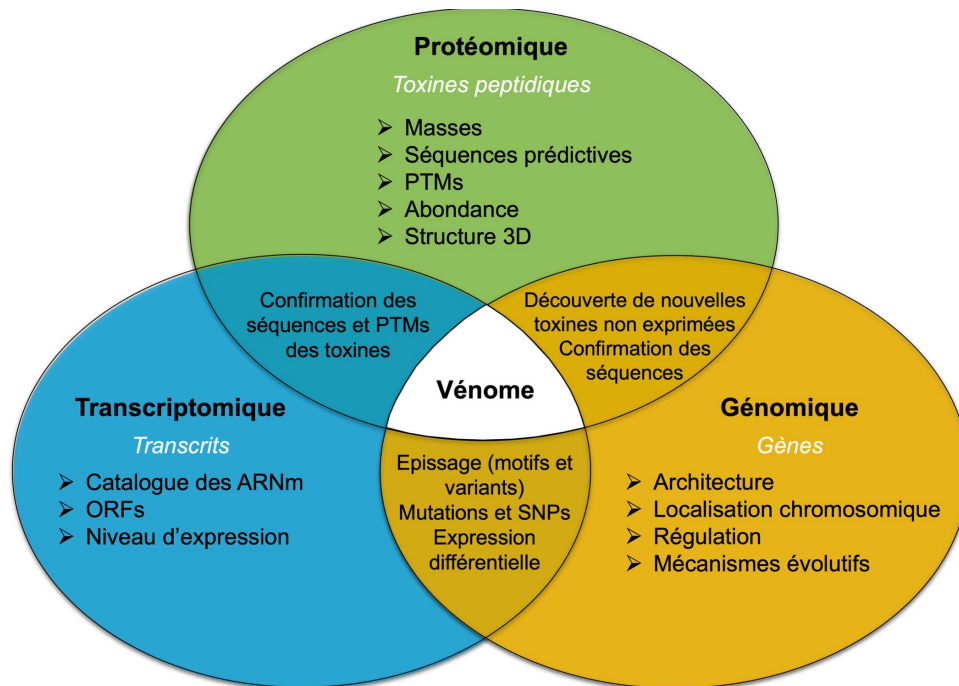 Protéomique
Toxines peptidiques
➢ Masses
➢ Séquences prédictives
➢ PTMs
➢ Abondance
➢ Structure 3D
Confirmation des
séquences et PTMs
des toxines
Découverte de nouvelles
toxines non exprimées
Confirmation des
séquences
Vénome
Transcriptomique
Transcrits
➢ Catalogue des ARNm
➢ ORFs
➢ Niveau d'expression
Epissage (motifs et
variants)
Mutations et SNPs
Expression
différentielle
Génomique
Gènes
➢ Architecture
➢ Localisation chromosomique
➢ Régulation
➢ Mécanismes évolutifs